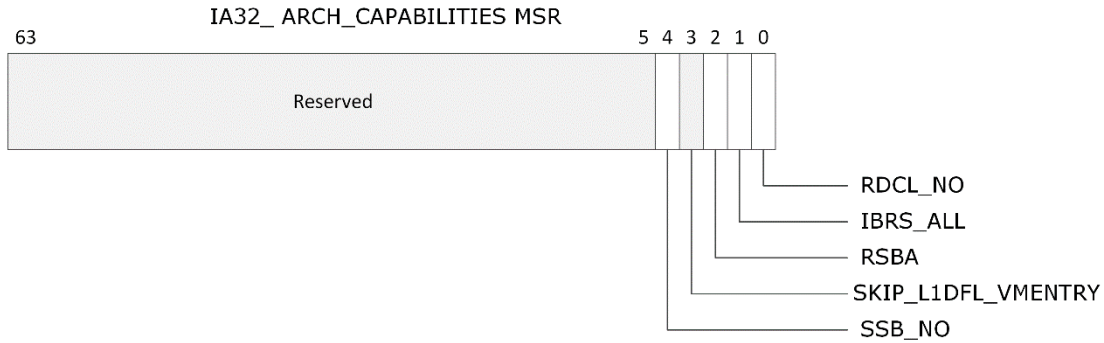 IA32_ ARCH_CAPABILITIES MSR
63 5 4 3 2 1 0
Reserved
RDCL_NO
IBRS_ALL
RSBA
SKIP_L1DFL_VMENTRY
SSB_NO